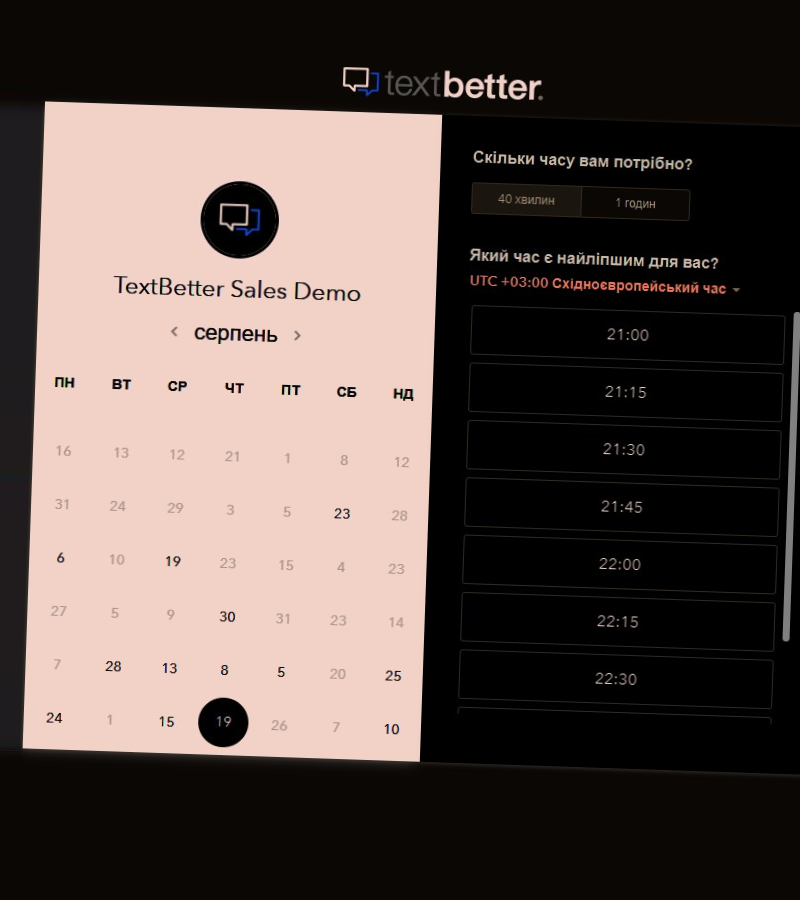 textbetter.
TextBetter Sales Demo
серпень
ПН ВТ СР ЧТ ПТ СБ НД
16 13 12 21 1 8 12
31 24 29 3 5 23 28
6 10 19 23 15 4 23
27 5 9 30 31 23 14
7 28 13 8 5 20 25
24 1 15 19 26 7 10
Скільки часу вам потрібно?
40 хвилин 1 годин
Який час є найліпшим для вас?
UTC +03:00 Східноєвропейський час
21:00
21:15
21:30
21:45
22:00
22:15
22:30